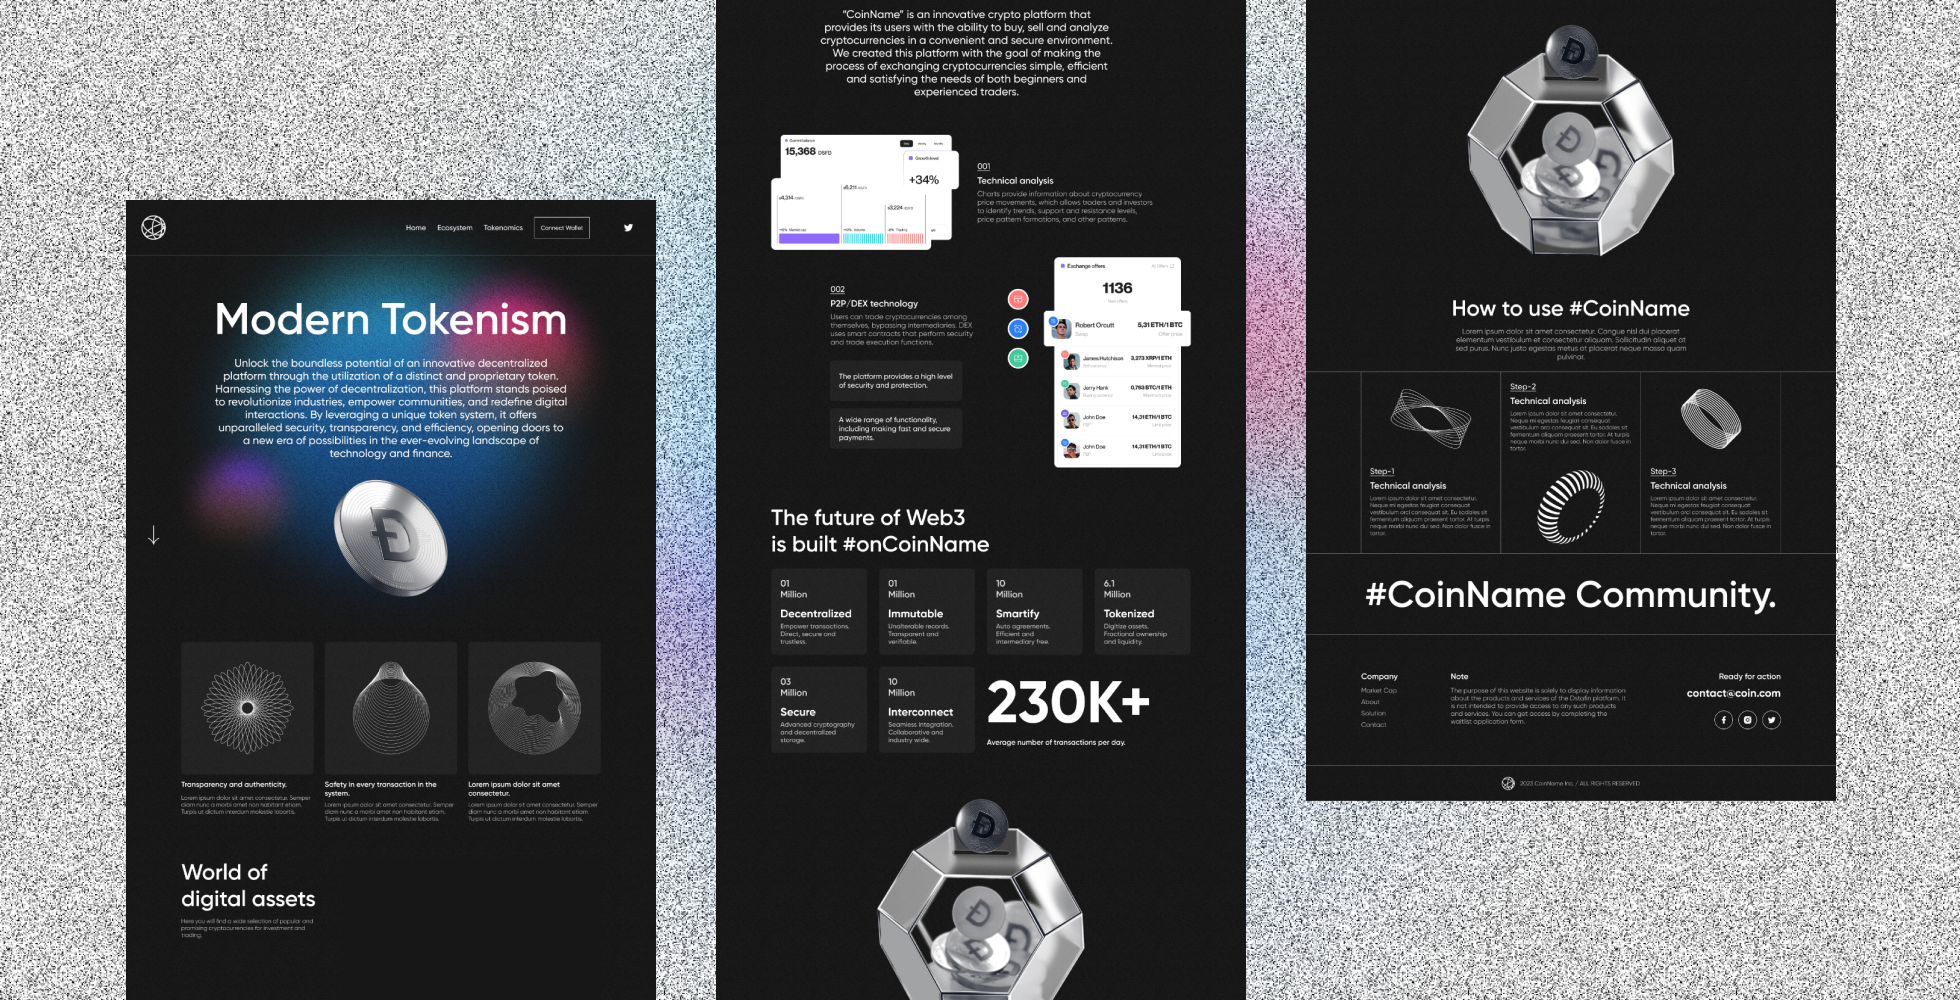 Home
Ecosystem
Tokenomics
Connect Wallet
Modern Tokenism
Unlock the boundless potential of an innovative decentralized
platform through the utilization of a distinct and proprietary token.
Harnessing the power of decentralization, this platform stands poised
to revolutionize industries, empower communities, and redefine digital
interactions. By leveraging a unique token system, it offers
unparalleled security, transparency, and efficiency, opening doors to
a new era of possibilities in the ever-evolving landscape of
technology and finance.
Transparency and authenticity.
Lorem ipsum dolor sit amet consectetur. Semper
diam nunc a morbi amet non habitant etiam.
Turpis ut dictum interdum molestie lobortis.
Safety in every transaction in the
system.
Lorem ipsum dolor sit amet consectetur. Semper
diam nunc a morbi amet non habitant etiam.
Turpis ut dictum interdum molestie lobortis.
Lorem ipsum dolor sit amet
consectetur.
Lorem ipsum dolor sit amet consectetur. Semper
diam nunc a morbi amet non habitant etiam.
Turpis ut dictum interdum molestie lobortis.
World of
digital assets
Here you will find a wide selection of popular and
promising cryptocurrencies for investment and
trading.
"CoinName" is an innovative crypto platform that
provides its users with the ability to buy, sell and analyze
cryptocurrencies in a convenient and secure environment.
We created this platform with the goal of making the
process of exchanging cryptocurrencies simple, efficient
and satisfying the needs of both beginners and
experienced traders.
Current balance
15,368 DSFD
Growth level
+34%
4,314
6,211
3,224
Volume
Trading
001
Technical analysis
Charts provide information about cryptocurrency
price movements, which allows traders and investors
to identify trends, support and resistance levels,
price pattern formations, and other patterns.
002
P2P/DEX technology
Users can trade cryptocurrencies among
themselves, bypassing intermediaries. DEX
uses smart contracts that perform security
and trade execution functions.
The platform provides a high level
of security and protection.
A wide range of functionality,
including making fast and secure
payments.
Exchange offers
1136
Robert Orcutt
5,31 ETH/1 BTC
Offer price
James Hutchison
3,273 XRP/1 ETH
Jerry Hank
0,763 BTC/1 ETH
John Doe
14,31 ETH/1 BTC
P2P
Limit price
John Doe
14,31 ETH/1 BTC
P2P
Limit price
The future of Web3
is built #onCoinName
01
Million
Decentralized
Empower transactions.
Direct, secure and
trustless.
01
Million
Immutable
Unalterable records.
Transparent and
verifiable.
10
Million
Smartify
Auto agreements.
Efficient and
intermediary free.
6.1
Million
Tokenized
Digitize assets.
Fractional ownership
and liquidity.
03
Million
Secure
Advanced cryptography
and decentralized
storage.
10
Million
Interconnect
Seamless integration.
Collaborative and
industry wide.
230K+
Average number of transactions per day.
How to use #CoinName
Lorem ipsum dolor sit amet consectetur. Congue nisl dui placerat
elementum vestibulum et consectetur at. Sollicitudin aliquet at
sed purus. Nunc justo egestas metus at placerat neque massa quam
pulvinar.
Step-1
Technical analysis
Lorem ipsum dolor sit amet consectetur.
Neque mi egestas feugiat consequat
vestibulum orci consequat sit. Eu sodales sit
fermentum aliquam praesent tortor. At turpis
neque morbi nunc dui sed. Non dolor fusce in
tortor.
Step-2
Technical analysis
Lorem ipsum dolor sit amet consectetur.
Neque mi egestas feugiat consequat
vestibulum orci consequat sit. Eu sodales sit
fermentum aliquam praesent tortor. At turpis
neque morbi nunc dui sed. Non dolor fusce in
tortor.
Step-3
Technical analysis
Lorem ipsum dolor sit amet consectetur.
Neque mi egestas feugiat consequat
vestibulum orci consequat sit. Eu sodales sit
fermentum aliquam praesent tortor. At turpis
neque morbi nunc dui sed. Non dolor fusce in
tortor.
#CoinName Community.
Company
Market Cap
About
Solution
Contact
Note
The purpose of this website is solely to display information
about the products and services of the Dstafin platform. It
is not intended to provide access to any such products
and services. You can get access by completing the
waitlist application form.
Ready for action
contact@coin.com
2023 CoinName Inc. / ALL RIGHTS RESERVED